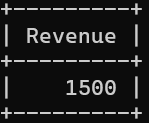 +---------+
| Revenue |
+---------+
|    1500 |
+---------+